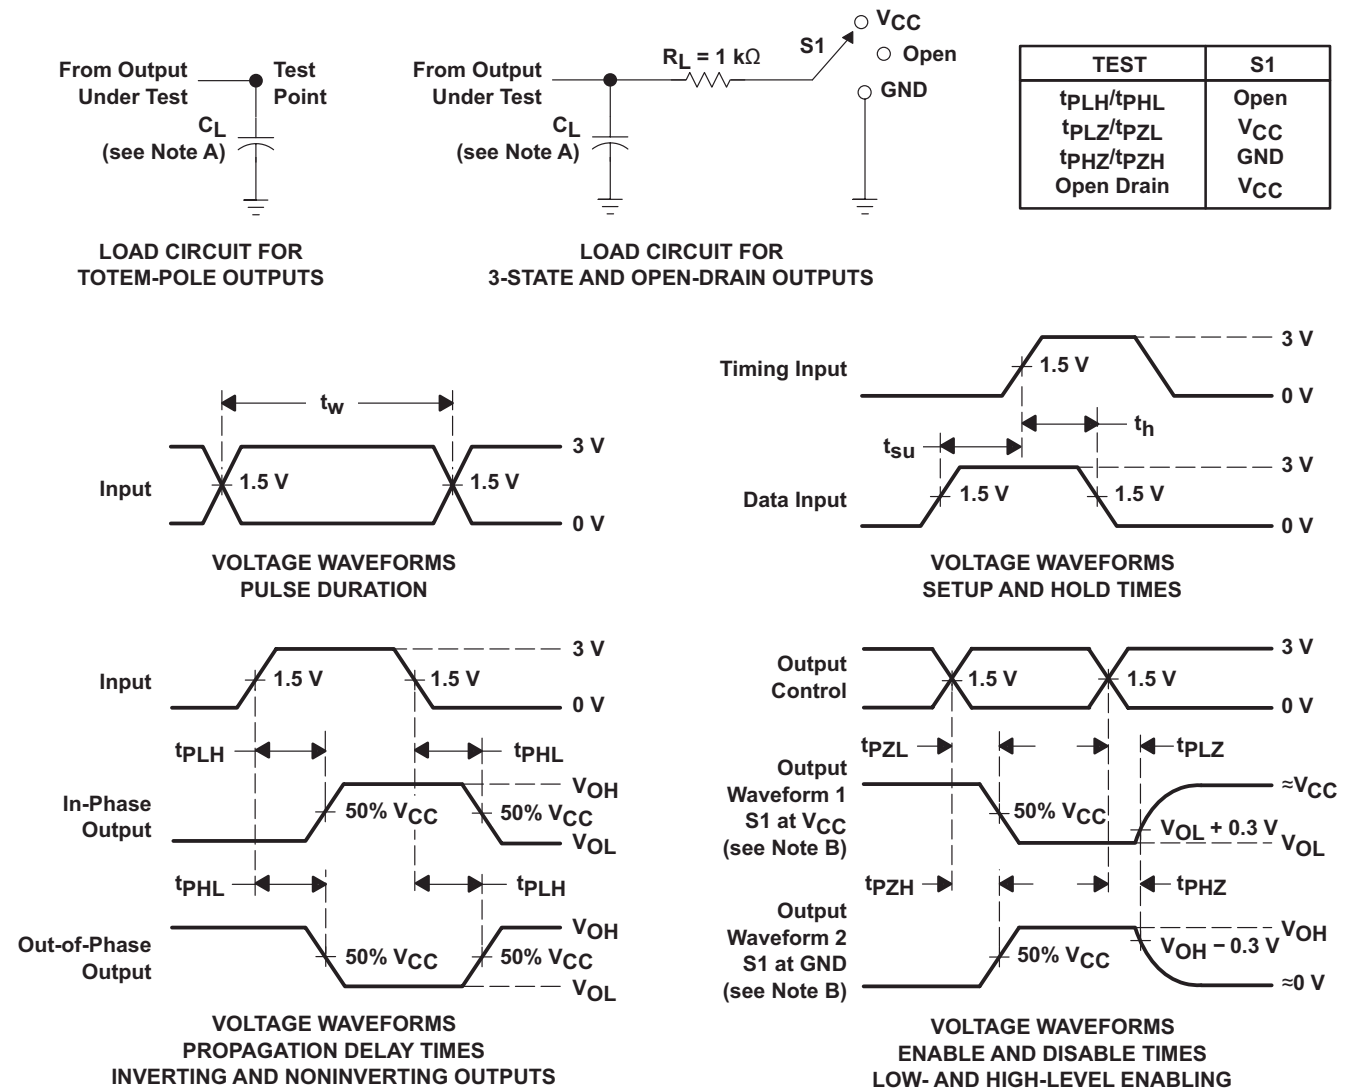 From Output
Under Test
Test
Point
CL
(see Note A)
LOAD CIRCUIT FOR
TOTEM-POLE OUTPUTS
From Output
Under Test
CL
(see Note A)
RL = 1 kΩ
S1
VCC
Open
GND
LOAD CIRCUIT FOR
3-STATE AND OPEN-DRAIN OUTPUTS
TEST S1
tPLH/tPHL Open
tPLZ/tPZL VCC
tPHZ/tPZH GND
Open Drain VCC
tw
Input
1.5 V
1.5 V
3 V
0 V
VOLTAGE WAVEFORMS
PULSE DURATION
Timing Input
1.5 V
3 V
0 V
th
tsu
Data Input
1.5 V
1.5 V
3 V
0 V
VOLTAGE WAVEFORMS
SETUP AND HOLD TIMES
Input
1.5 V
1.5 V
3 V
0 V
tPLH
tPHL
In-Phase
Output
50% VCC
50% VCC
VOH
VOL
tPHL
tPLH
Out-of-Phase
Output
50% VCC
50% VCC
VOH
VOL
VOLTAGE WAVEFORMS
PROPAGATION DELAY TIMES
INVERTING AND NONINVERTING OUTPUTS
Output
Control
1.5 V
1.5 V
3 V
0 V
tPZL
tPLZ
Output
Waveform 1
S1 at VCC
(see Note B)
50% VCC
≈VCC
VOL + 0.3 V
VOL
tPZH
tPHZ
Output
Waveform 2
S1 at GND
(see Note B)
50% VCC
VOH
VOH − 0.3 V
≈0 V
VOLTAGE WAVEFORMS
ENABLE AND DISABLE TIMES
LOW- AND HIGH-LEVEL ENABLING